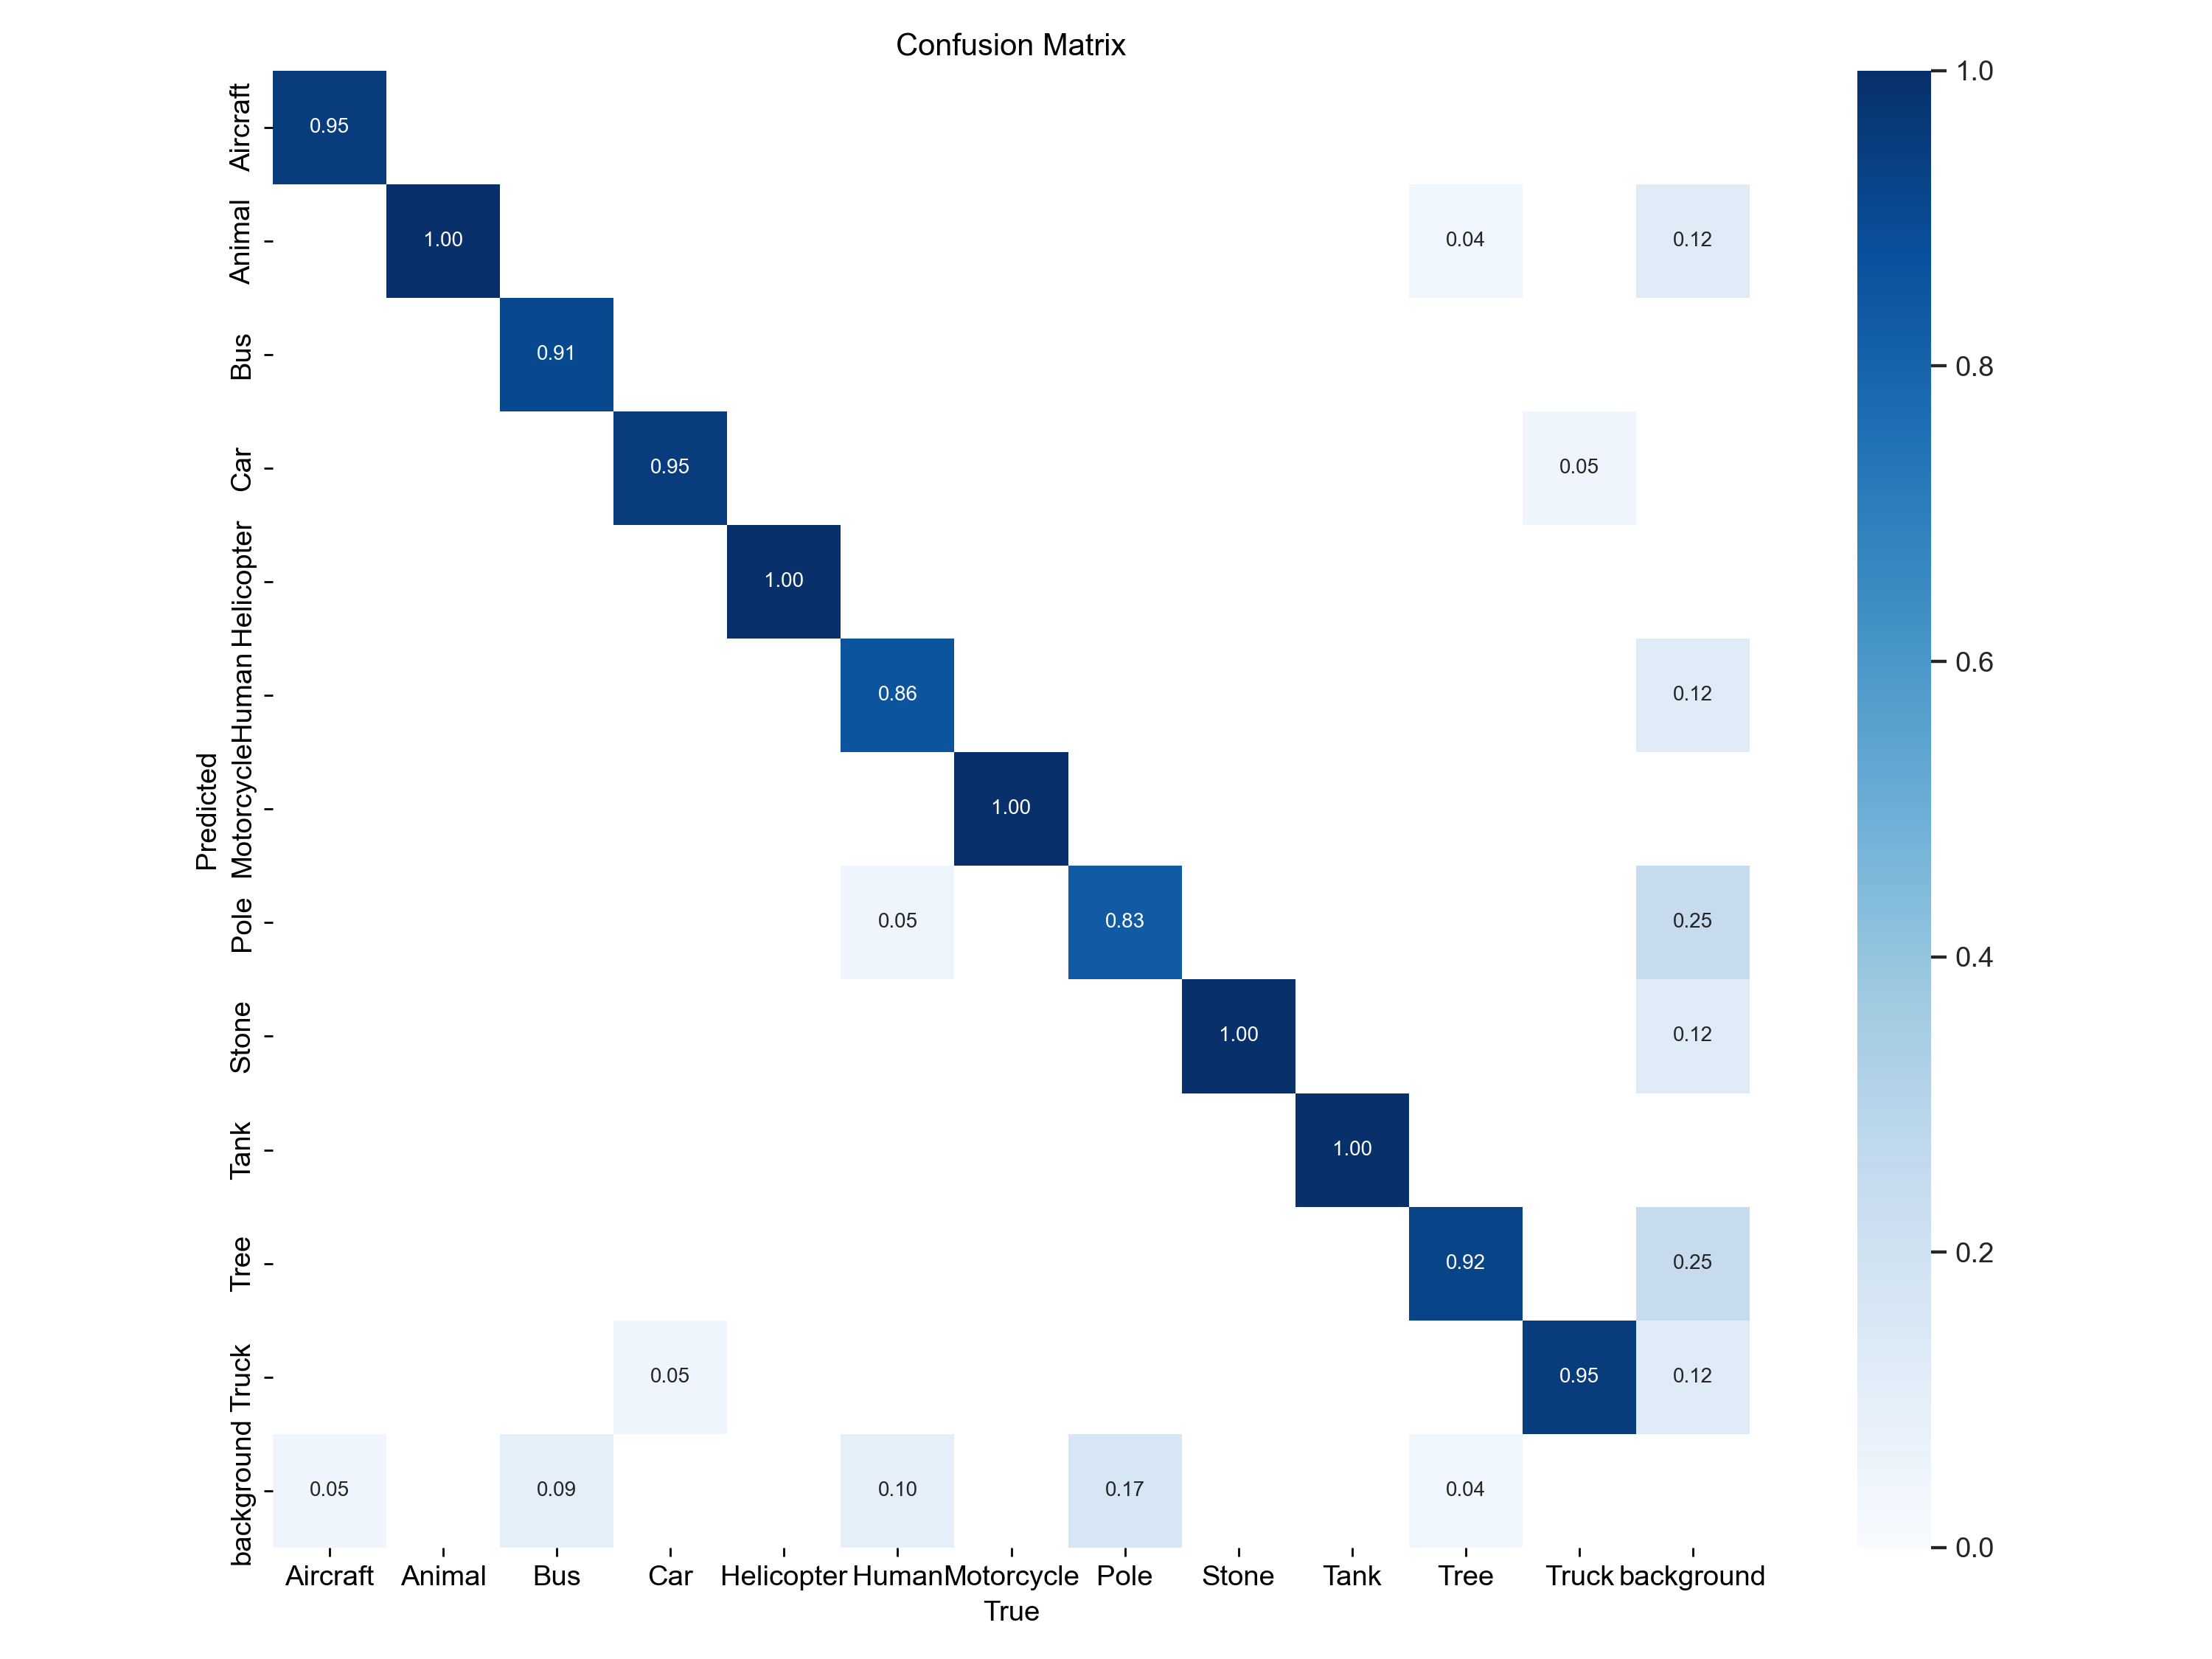 Confusion Matrix
Aircraft 0.95
Animal 1.00 0.04 0.12
Bus 0.91
Car 0.95 0.05
Helicopter 1.00
Human 0.86 0.12
Motorcycle 1.00
Pole 0.05 0.83 0.25
Stone 1.00 0.12
Tank 1.00
Tree 0.92 0.25
Truck 0.05 0.95 0.12
background 0.05 0.09 0.10 0.17 0.04
Predicted
Aircraft Animal Bus Car Helicopter Human Motorcycle Pole Stone Tank Tree Truck background
True
1.0
0.8
0.6
0.4
0.2
0.0